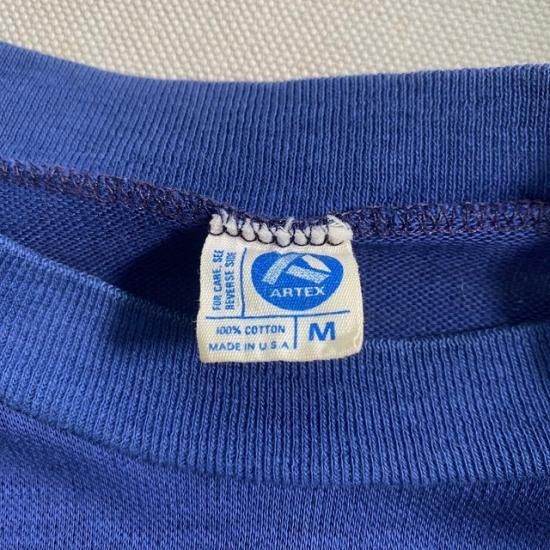 FOR CARE, SEE
REVERSE SIDE
ARTEX
100% COTTON
MADE IN U.S.A
M